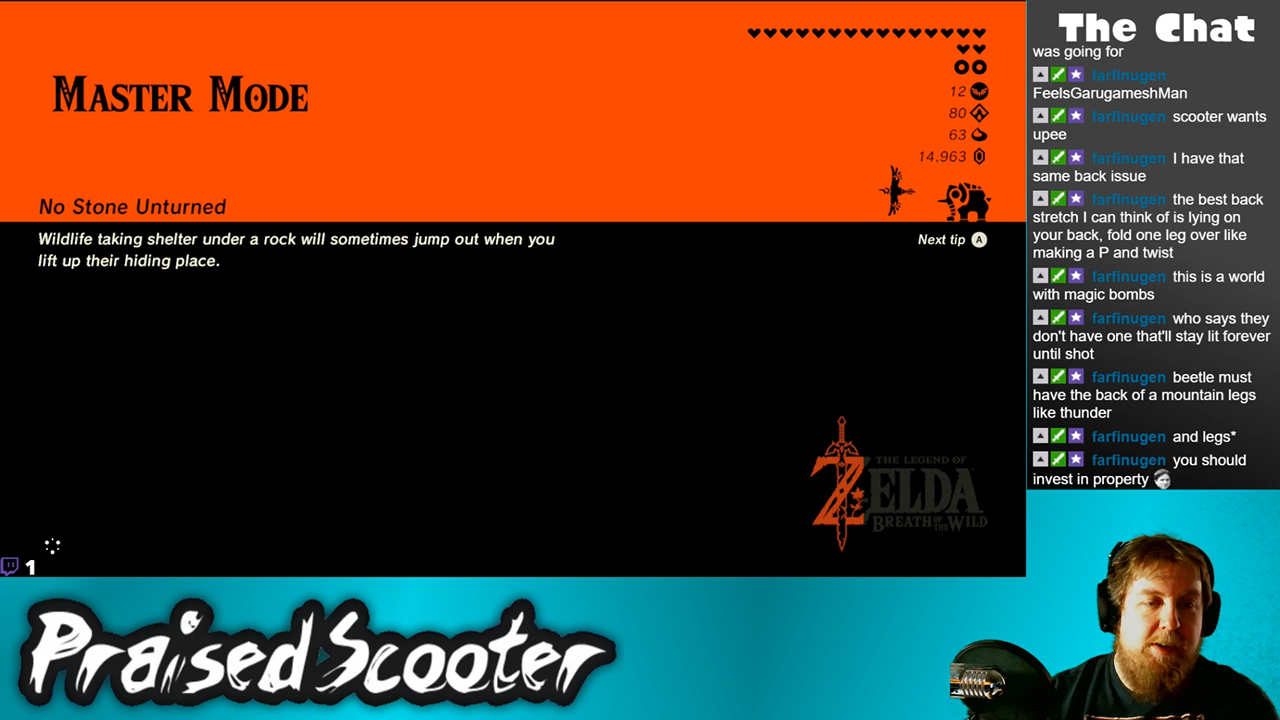 MASTER MODE
12
80
63
14.963
No Stone Unturned
Wildlife taking shelter under a rock will sometimes jump out when you
lift up their hiding place.
Next tip A
THE LEGEND OF
ZELDA
BREATH OF THE WILD
1
PraisedScooter
The Chat
was going for
farfinugen
FeelsGarugameshMan
farfinugen scooter wants
upee
farfinugen I have that
same back issue
farfinugen the best back
stretch I can think of is lying on
your back, fold one leg over like
making a P and twist
farfinugen this is a world
with magic bombs
farfinugen who says they
don't have one that'll stay lit forever
until shot
farfinugen beetle must
have the back of a mountain legs
like thunder
farfinugen and legs*
farfinugen you should
invest in property